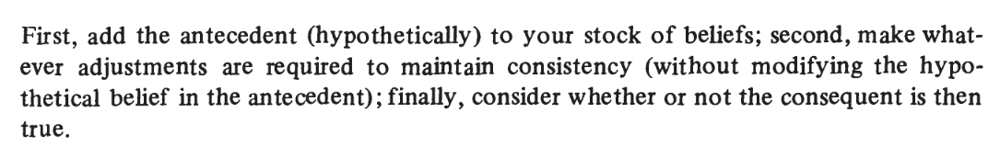 First, add the antecedent (hypothetically) to your stock of beliefs; second, make what-
ever adjustments are required to maintain consistency (without modifying the hypo-
thetical belief in the antecedent); finally, consider whether or not the consequent is then
true.